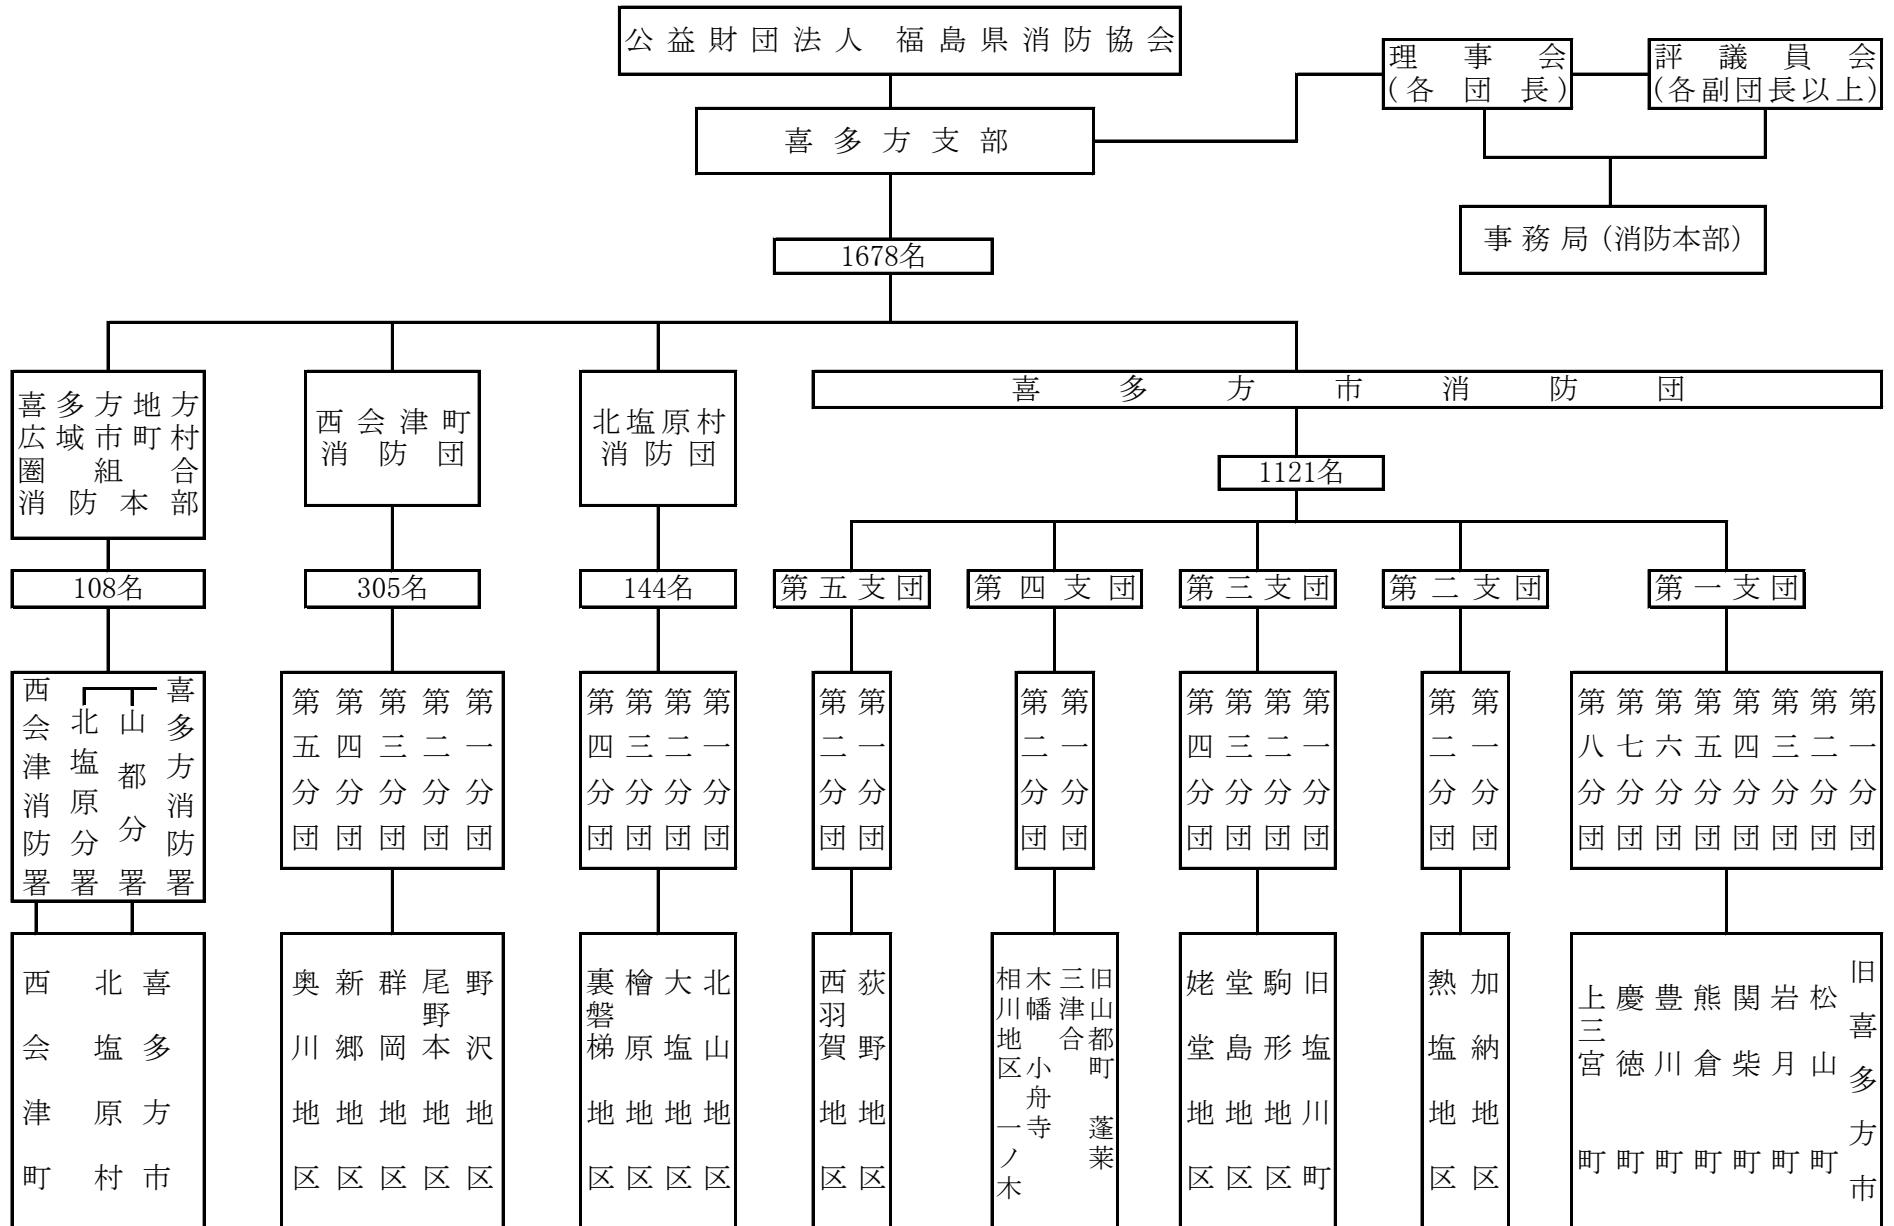 公益財団法人 福島県消防協会
理事会
(各団長)
評議員会
(各副団長以上)
喜多方支部
事務局(消防本部)
1678名
喜多方地方
広域市町村
圏組合
消防本部
西会津町
消防団
北塩原村
消防団
喜多方市消防団
1121名
108名
305名
144名
第五支団
第四支団
第三支団
第二支団
第一支団
喜多方消防署
山都分署
北塩原分署
西会津消防署
第一分団
第二分団
第三分団
第四分団
第五分団
第一分団
第二分団
第三分団
第四分団
第一分団
第二分団
第一分団
第二分団
第一分団
第二分団
第三分団
第四分団
第一分団
第二分団
第一分団
第二分団
第三分団
第四分団
第五分団
第六分団
第七分団
第八分団
喜多方市
北塩原村
西会津町
野沢地区
尾野本地区
群岡地区
新郷地区
奥川地区
北山地区
大塩地区
檜原地区
裏磐梯地区
荻野地区
西羽賀地区
旧山都町 蓬莱
三津合
木幡 小舟寺
相川地区 一ノ木
旧塩川町
駒形地区
堂島地区
姥堂地区
加納地区
熱塩地区
旧喜多方市
松山町
岩月町
関柴町
熊倉町
豊川町
慶徳町
上三宮町